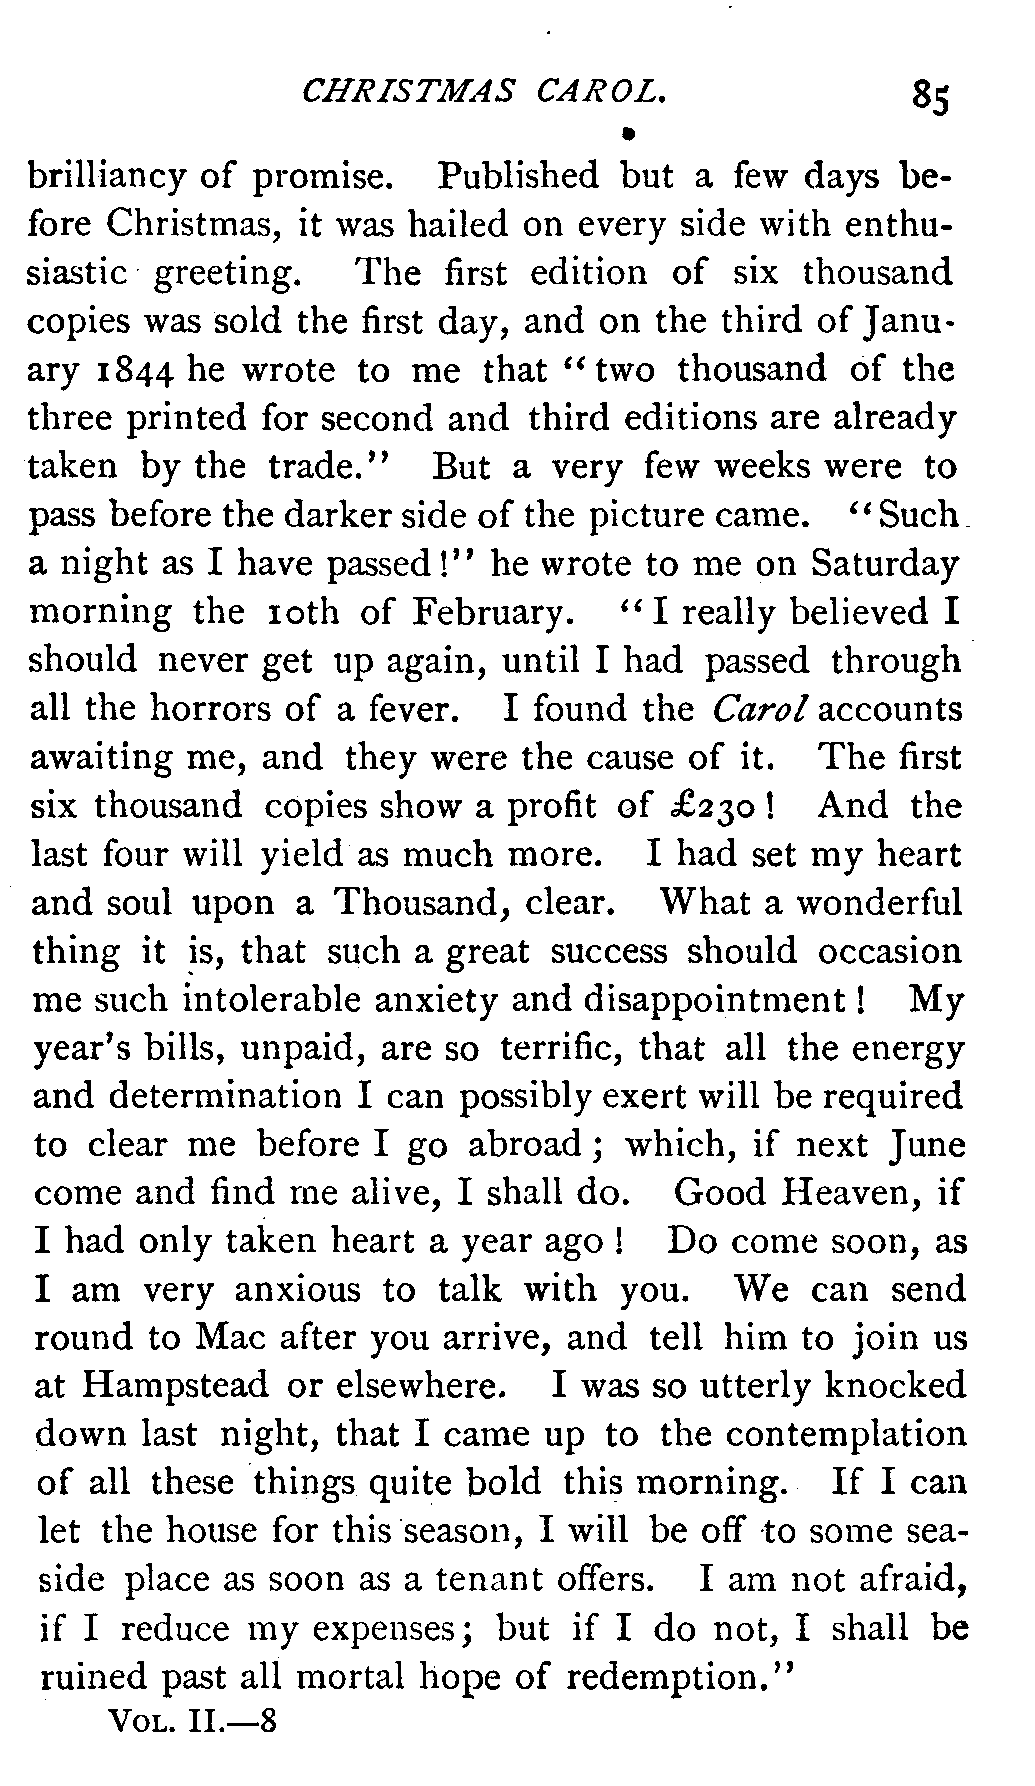 CHRISTMAS CAROL. 85
brilliancy of promise. Published but a few days be-
fore Christmas, it was hailed on every side with enthu-
siastic greeting. The first edition of six thousand
copies was sold the first day, and on the third of Janu-
ary 1844 he wrote to me that "two thousand of the
three printed for second and third editions are already
taken by the trade." But a very few weeks were to
pass before the darker side of the picture came. "Such
a night as I have passed!" he wrote to me on Saturday
morning the 10th of February. "I really believed I
should never get up again, until I had passed through
all the horrors of a fever. I found the Carol accounts
awaiting me, and they were the cause of it. The first
six thousand copies show a profit of £230! And the
last four will yield as much more. I had set my heart
and soul upon a Thousand, clear. What a wonderful
thing it is, that such a great success should occasion
me such intolerable anxiety and disappointment! My
year's bills, unpaid, are so terrific, that all the energy
and determination I can possibly exert will be required
to clear me before I go abroad; which, if next June
come and find me alive, I shall do. Good Heaven, if
I had only taken heart a year ago! Do come soon, as
I am very anxious to talk with you. We can send
round to Mac after you arrive, and tell him to join us
at Hampstead or elsewhere. I was so utterly knocked
down last night, that I came up to the contemplation
of all these things quite bold this morning. If I can
let the house for this season, I will be off to some sea-
side place as soon as a tenant offers. I am not afraid,
if I reduce my expenses; but if I do not, I shall be
ruined past all mortal hope of redemption."
VOL. II.—8